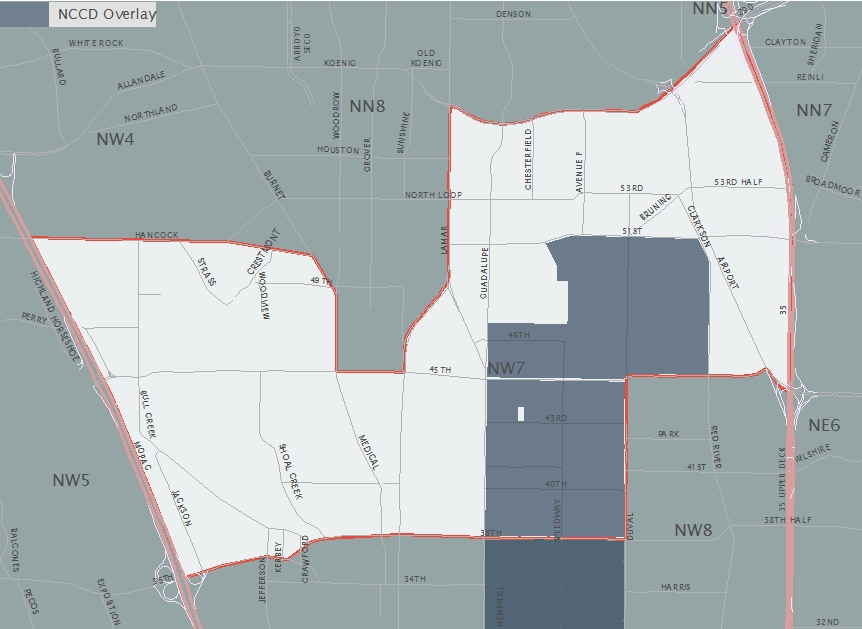 NCCD Overlay
NN5
290
DENSON
WHITE ROCK
ARROYO SECO
CLAYTON
SHERIDAN
BULLARD
KOENIG
OLD KOENIG
ALLANDALE
REINLI
NN8
WOODROW
NORTHLAND
SUNSHINE
NN7
NW4
GROVER
CHESTERFIELD
CAMERON
HOUSTON
AVENUE F
BURNET
NORTH LOOP
53RD
53RD HALF
BROADMOOR
BRUNING
CLARKSON
HANCOCK
CRESTMONT
LAMAR
51ST
STRASS
GUADALUPE
AIRPORT
HIGHLAND
HORSESHOE
WOODVIEW
49TH
PERRY
35
46TH
45TH
NW7
BULL CREEK
43RD
MEDICAL
PARK
RED RIVER
NE6
MOPAC
SHOAL CREEK
41ST
WILSHIRE
NW5
JACKSON
40TH
35 UPPER DECK
BALCONES
38TH
SPEEDWAY
DUVAL
NW8
38TH HALF
CRAWFORD
KERBEY
JEFFERSON
35TH
34TH
EXPOSITION
PECOS
HEMPHILL
HARRIS
32ND